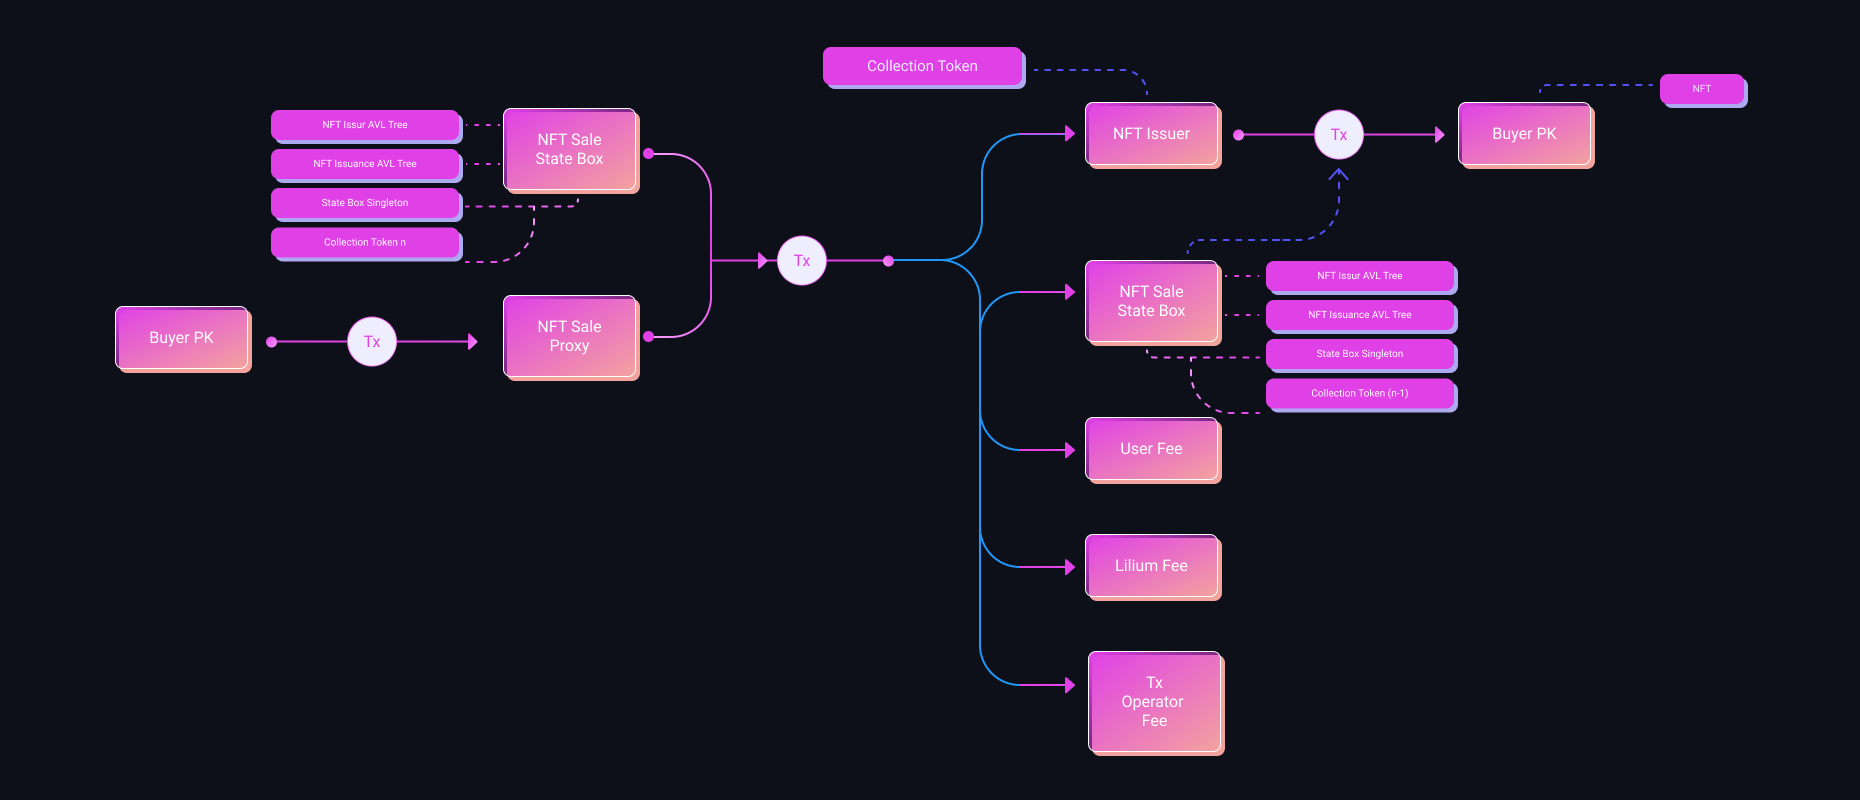 Collection Token
NFT
NFT Issur AVL Tree
NFT Issuance AVL Tree
State Box Singleton
Collection Token n
NFT Sale
State Box
Buyer PK
Tx
NFT Sale
Proxy
Tx
NFT Issuer
Tx
Buyer PK
NFT Sale
State Box
NFT Issur AVL Tree
NFT Issuance AVL Tree
State Box Singleton
Collection Token (n-1)
User Fee
Lilium Fee
Tx
Operator
Fee